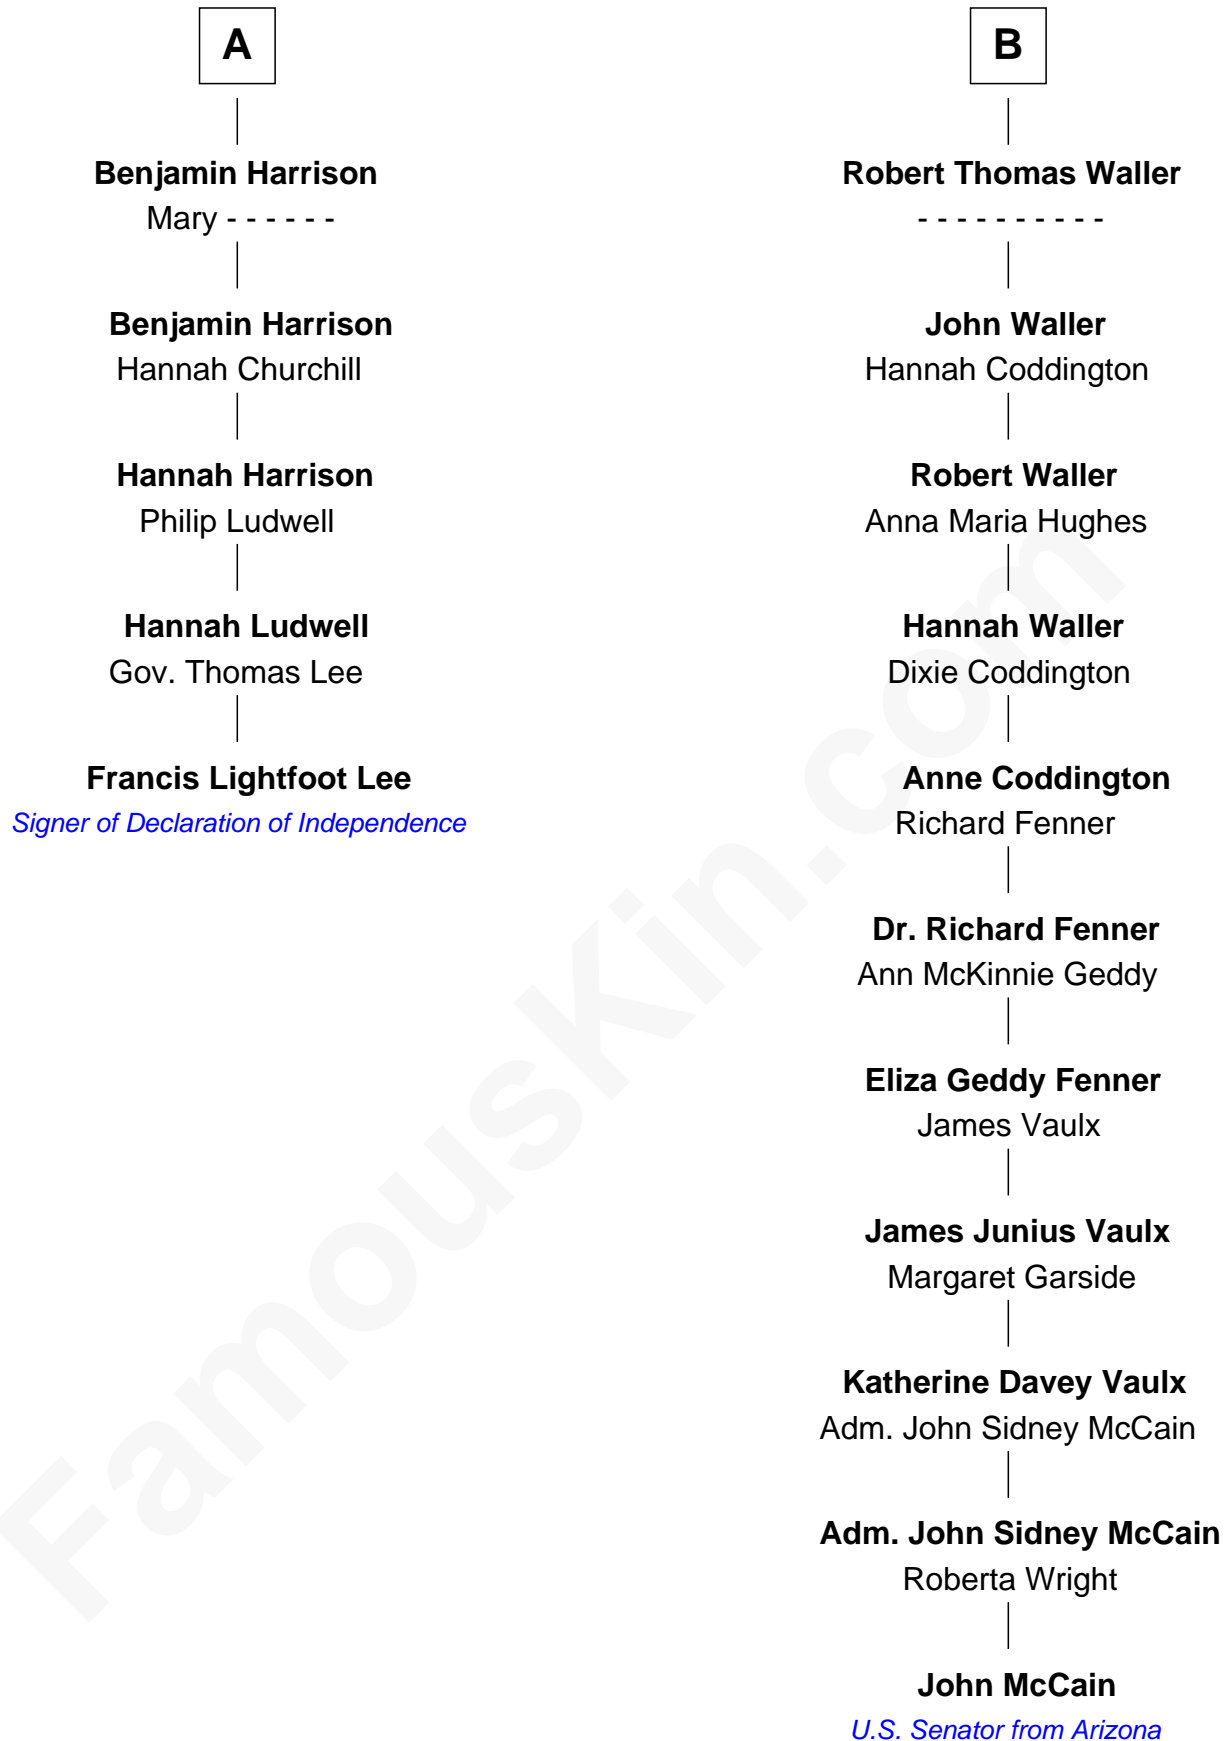 A
Benjamin Harrison
Mary - - - - - -
Benjamin Harrison
Hannah Churchill
Hannah Harrison
Philip Ludwell
Hannah Ludwell
Gov. Thomas Lee
Francis Lightfoot Lee
Signer of Declaration of Independence
B
Robert Thomas Waller
- - - - - - - - - -
John Waller
Hannah Coddington
Robert Waller
Anna Maria Hughes
Hannah Waller
Dixie Coddington
Anne Coddington
Richard Fenner
Dr. Richard Fenner
Ann McKinnie Geddy
Eliza Geddy Fenner
James Vaulx
James Junius Vaulx
Margaret Garside
Katherine Davey Vaulx
Adm. John Sidney McCain
Adm. John Sidney McCain
Roberta Wright
John McCain
U.S. Senator from Arizona
FamousKin.com